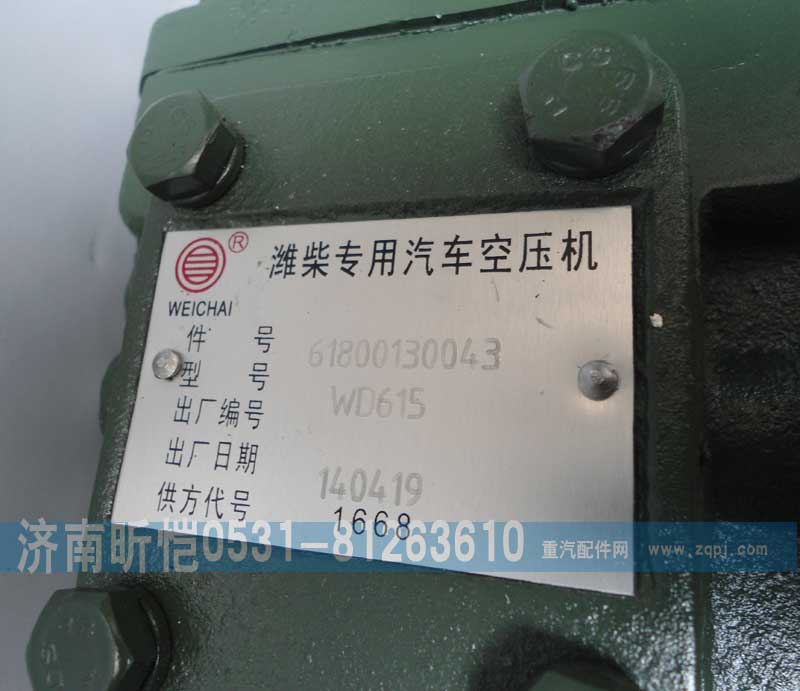 潍柴专用汽车空压机
®
WEICHAI
件 号 61800130043
型 号 WD615
出厂编号
出厂日期 140419
供方代号 1668
济南昕恺0531-81263610 重汽配件网 www.zqpj.com